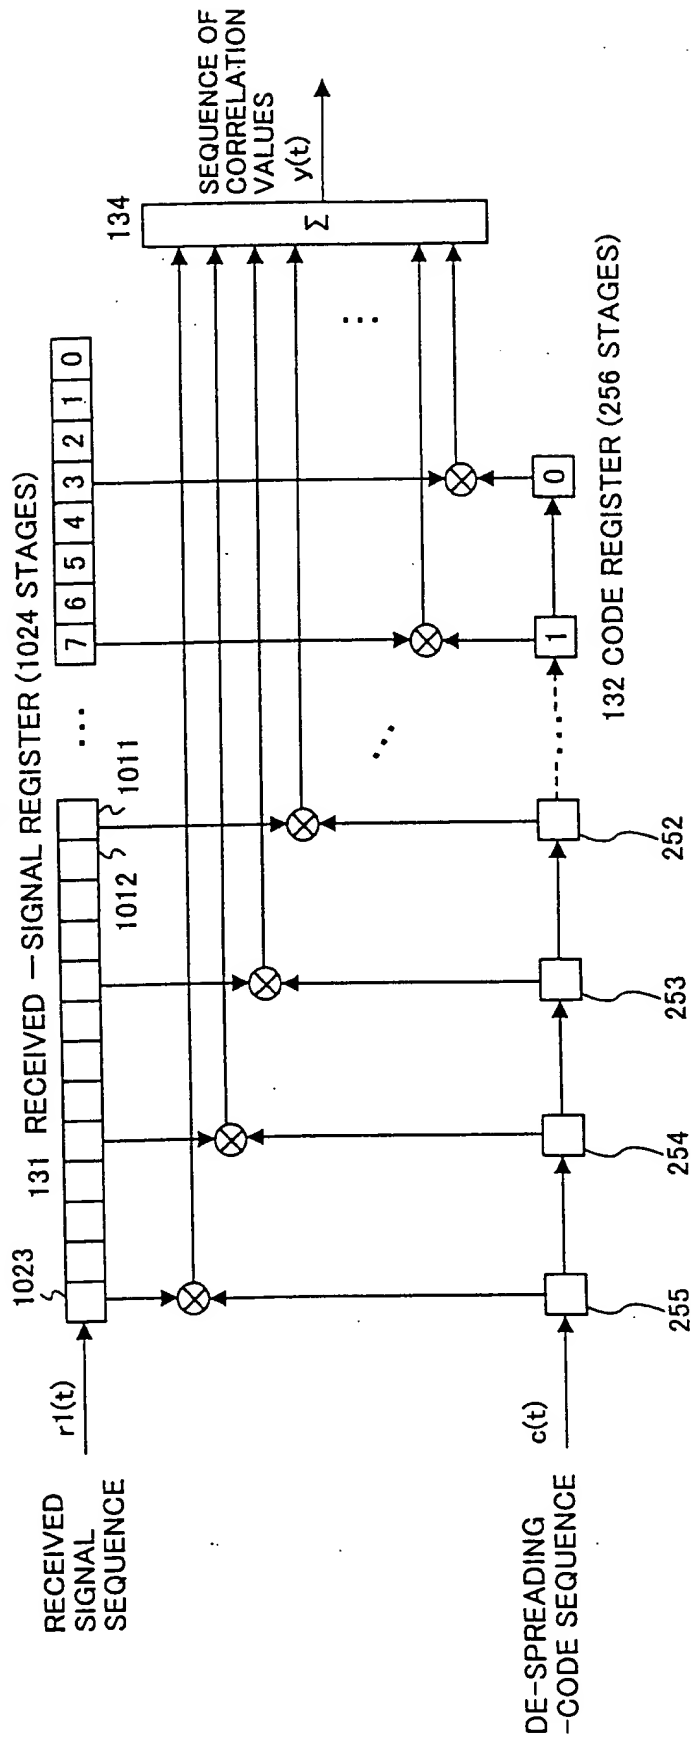 131 RECEIVED –SIGNAL REGISTER (1024 STAGES)
1023
1012
1011
...
7 6 5 4 3 2 1 0
RECEIVED
SIGNAL
SEQUENCE
r1(t)
134
Σ
SEQUENCE OF
CORRELATION
VALUES
y(t)
...
...
DE-SPREADING
-CODE SEQUENCE
c(t)
255
254
253
252
...
1
0
132 CODE REGISTER (256 STAGES)